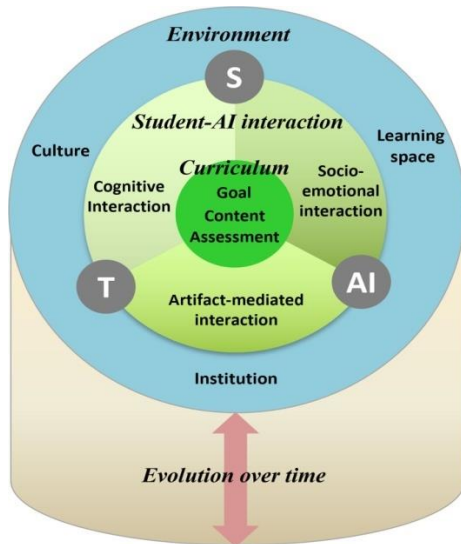 Environment
S
Student-AI interaction
Culture
Learning
space
Curriculum
Cognitive
Interaction
Goal
Content
Assessment
Socio-
emotional
interaction
T
AI
Artifact-mediated
interaction
Institution
Evolution over time